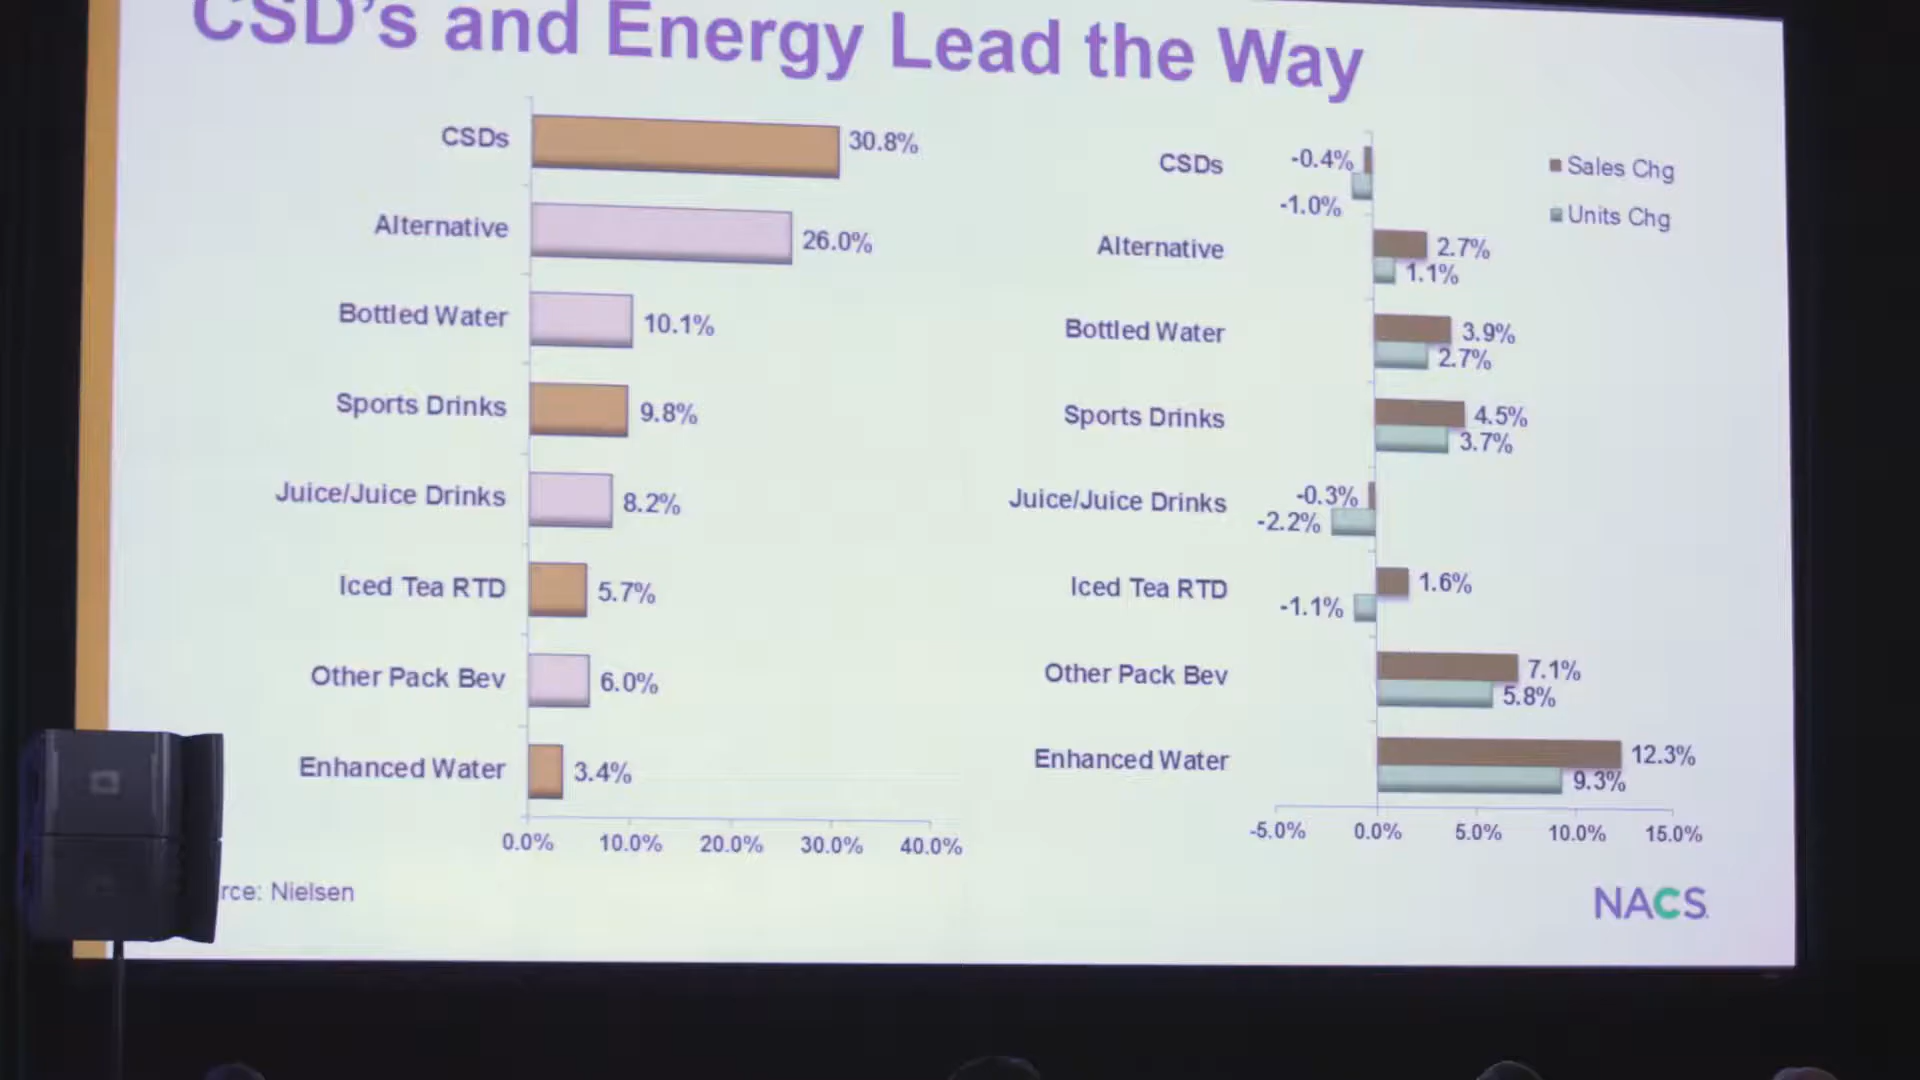 CSD's and Energy Lead the Way
CSDs 30.8%
Alternative 26.0%
Bottled Water 10.1%
Sports Drinks 9.8%
Juice/Juice Drinks 8.2%
Iced Tea RTD 5.7%
Other Pack Bev 6.0%
Enhanced Water 3.4%
0.0% 10.0% 20.0% 30.0% 40.0%
Sales Chg
Units Chg
CSDs -0.4%
-1.0%
Alternative 2.7%
1.1%
Bottled Water 3.9%
2.7%
Sports Drinks 4.5%
3.7%
Juice/Juice Drinks -0.3%
-2.2%
Iced Tea RTD 1.6%
-1.1%
Other Pack Bev 7.1%
5.8%
Enhanced Water 12.3%
9.3%
-5.0% 0.0% 5.0% 10.0% 15.0%
rce: Nielsen
NACS